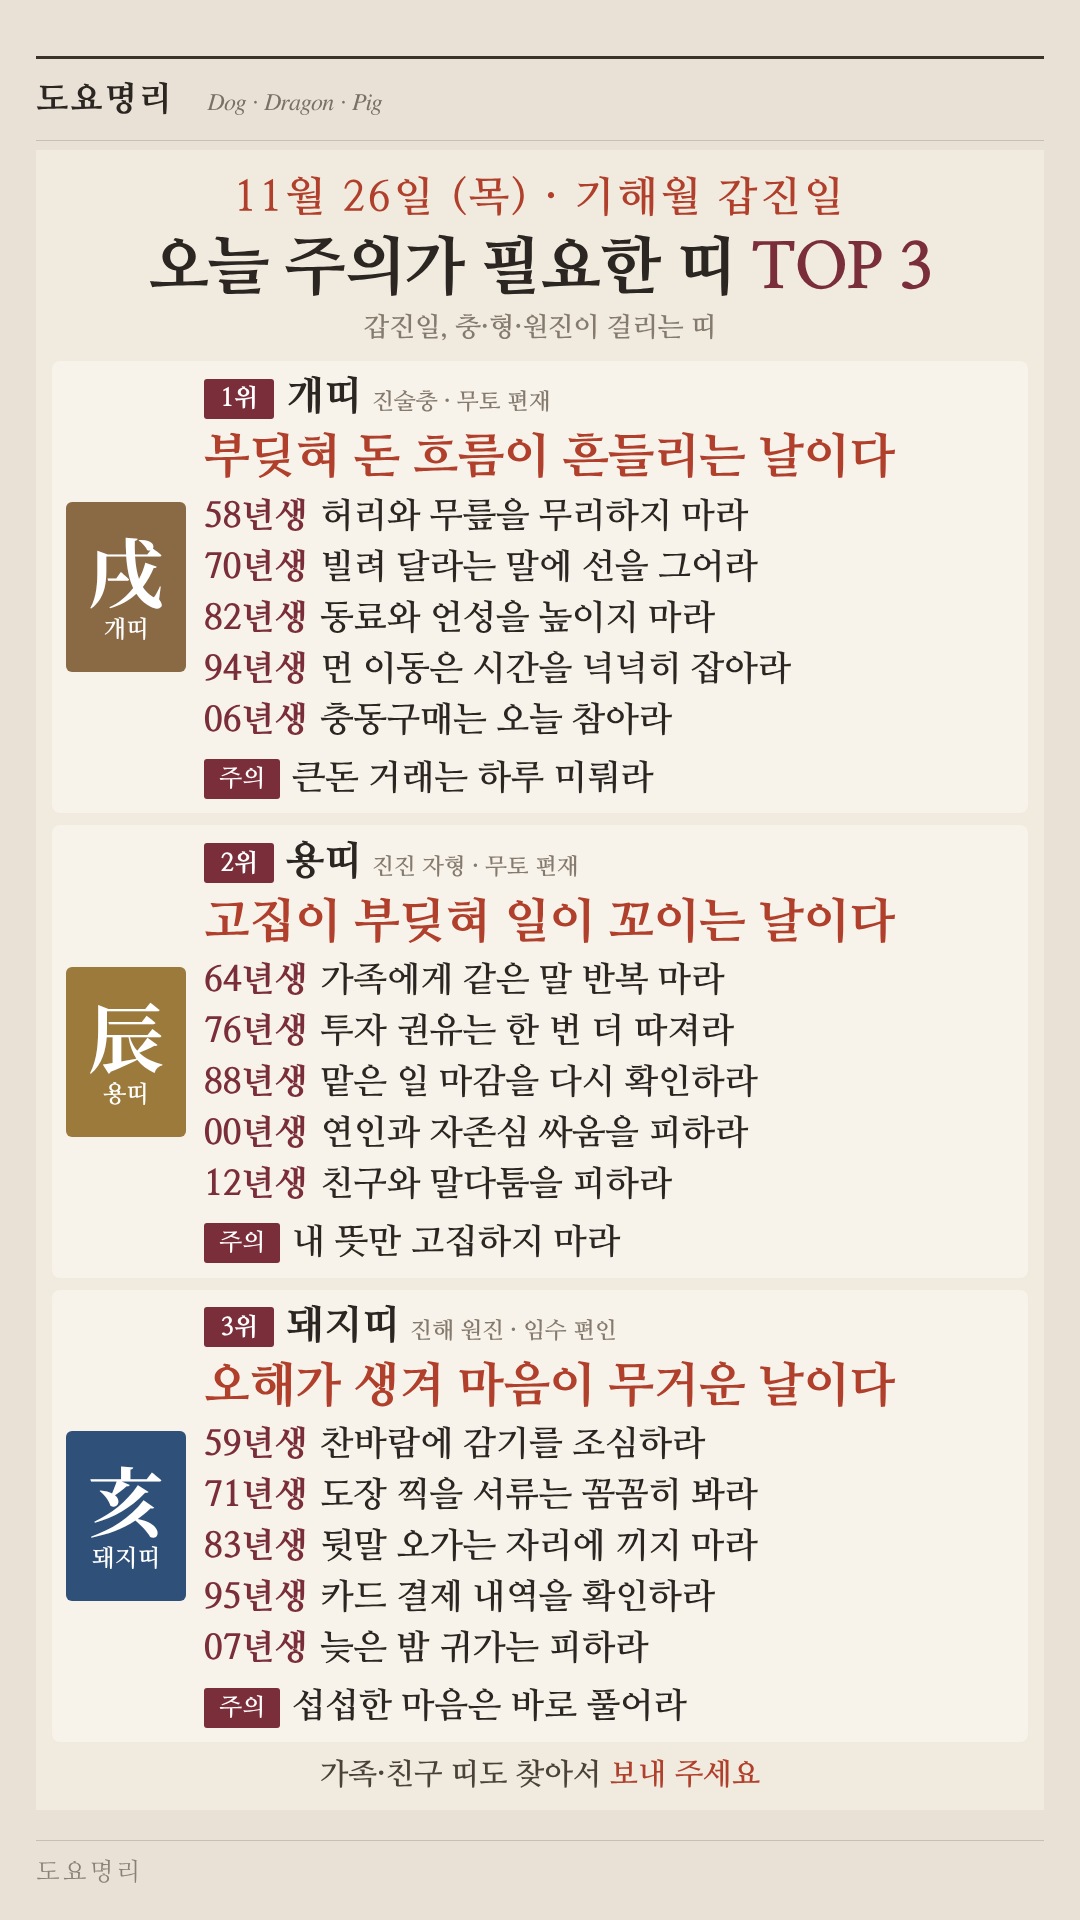 도요명리 Dog · Dragon · Pig
11월 26일 (목) · 기해월 갑진일
오늘 주의가 필요한 띠 TOP 3
갑진일, 충·형·원진이 걸리는 띠
1위 개띠 진술충 · 무토 편재
부딪혀 돈 흐름이 흔들리는 날이다
戌
개띠
58년생 허리와 무릎을 무리하지 마라
70년생 빌려 달라는 말에 선을 그어라
82년생 동료와 언성을 높이지 마라
94년생 먼 이동은 시간을 넉넉히 잡아라
06년생 충동구매는 오늘 참아라
주의 큰돈 거래는 하루 미뤄라
2위 용띠 진진 자형 · 무토 편재
고집이 부딪혀 일이 꼬이는 날이다
辰
용띠
64년생 가족에게 같은 말 반복 마라
76년생 투자 권유는 한 번 더 따져라
88년생 맡은 일 마감을 다시 확인하라
00년생 연인과 자존심 싸움을 피하라
12년생 친구와 말다툼을 피하라
주의 내 뜻만 고집하지 마라
3위 돼지띠 진해 원진 · 임수 편인
오해가 생겨 마음이 무거운 날이다
亥
돼지띠
59년생 찬바람에 감기를 조심하라
71년생 도장 찍을 서류는 꼼꼼히 봐라
83년생 뒷말 오가는 자리에 끼지 마라
95년생 카드 결제 내역을 확인하라
07년생 늦은 밤 귀가는 피하라
주의 섭섭한 마음은 바로 풀어라
가족·친구 띠도 찾아서 보내 주세요
도요명리